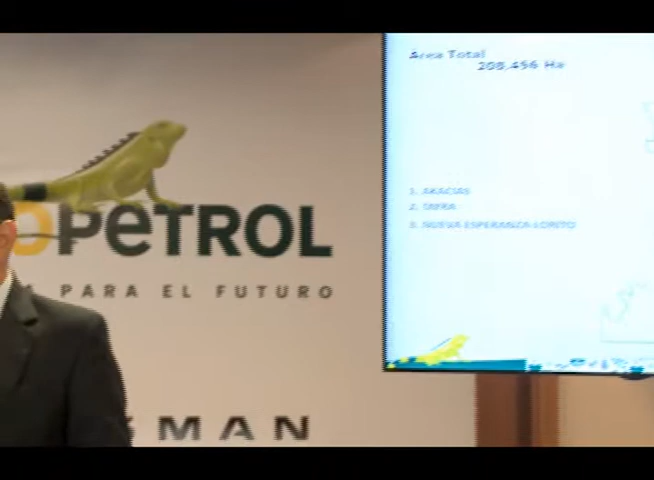 OPETROL
A PARA EL FUTURO
SMAN
Area Total
208.456 Ha
1. AKACIAS
2. TAFRA
3. NUEVA ESPERANZA-LORITO